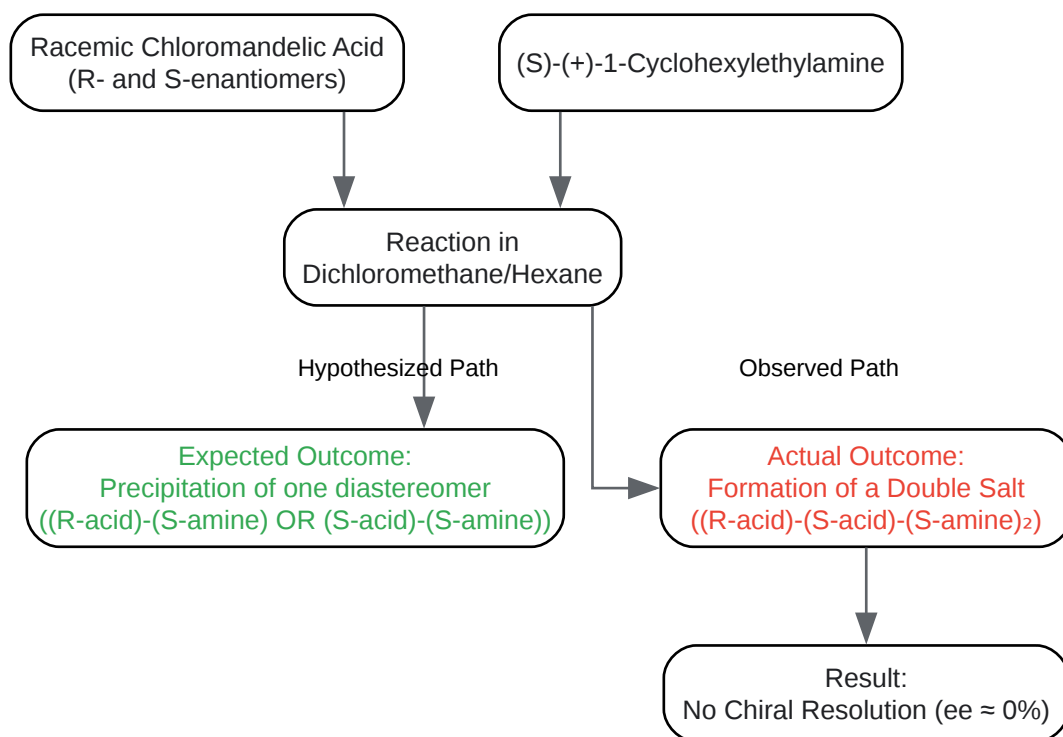 Racemic Chloromandelic Acid
(R- and S-enantiomers)
(S)-(+)-1-Cyclohexylethylamine
Reaction in
Dichloromethane/Hexane
Hypothesized Path
Observed Path
Expected Outcome:
Precipitation of one diastereomer
((R-acid)-(S-amine) OR (S-acid)-(S-amine))
Actual Outcome:
Formation of a Double Salt
((R-acid)-(S-acid)-(S-amine)₂)
Result:
No Chiral Resolution (ee ≈ 0%)